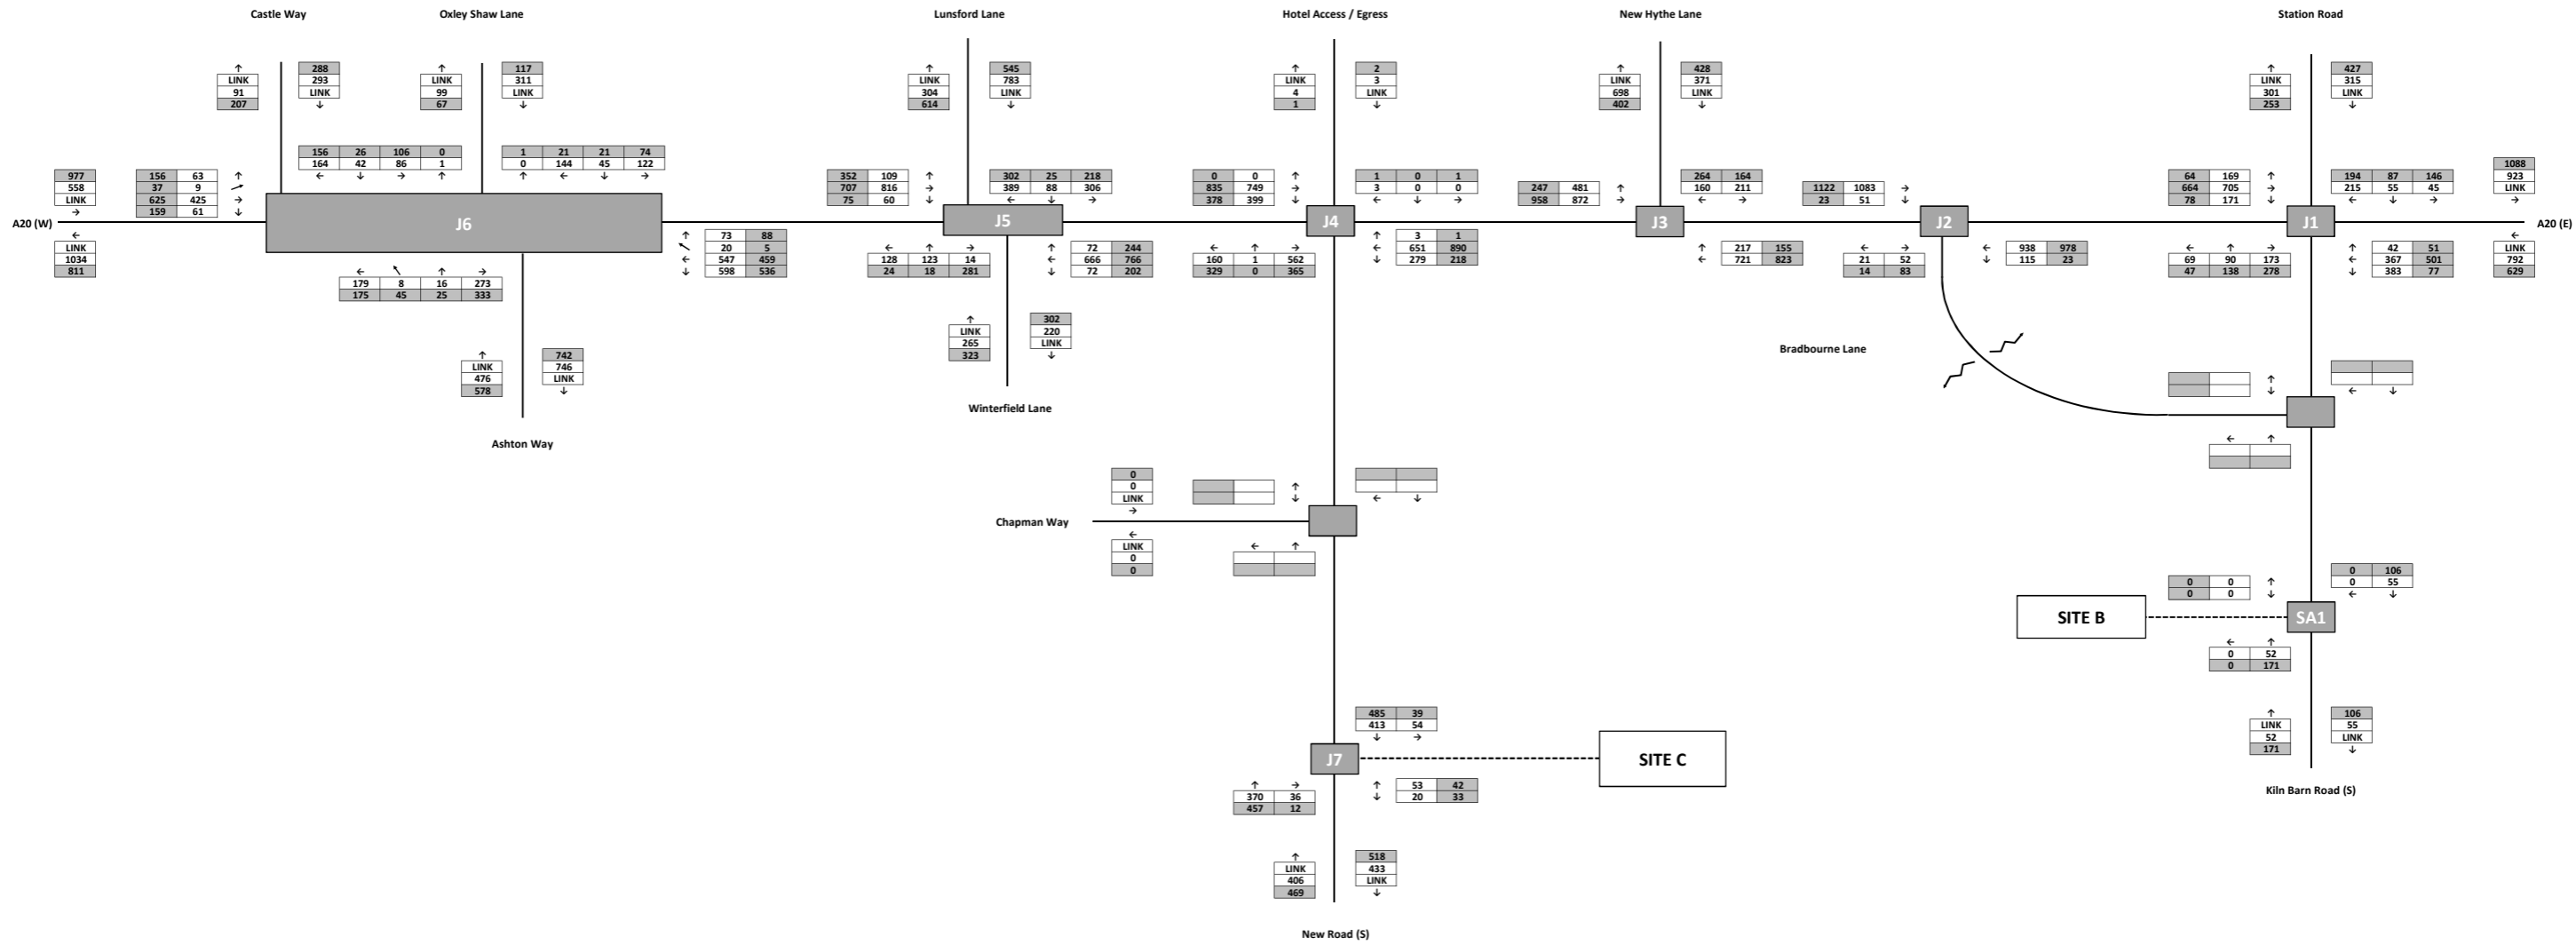 Castle Way Oxley Shaw Lane Lunsford Lane Hotel Access / Egress New Hythe Lane Station Road
↑ 288 ↑ 117 ↑ 545 ↑ 2 ↑ 428 ↑ 427
LINK 293 LINK 311 LINK 783 LINK 3 LINK 371 LINK 315
91 LINK 99 LINK 304 LINK 4 LINK 698 LINK 301 LINK
207 ↓ 67 ↓ 614 ↓ 1 ↓ 402 ↓ 253 ↓
156 26 106 0 1 21 21 74
164 42 86 1 0 144 45 122
← ↓ → ↑ ↑ ← ↓ →
977
558
LINK
→
156 63 ↑
37 9
625 425 →
159 61 ↓
352 109 ↑
707 816 →
75 60 ↓
302 25 218
389 88 306
← ↓ →
0 0 ↑
835 749 →
378 399 ↓
1 0 1
3 0 0
← ↓ →
247 481 ↑
958 872 →
264 164
160 211
← →
1122 1083 →
23 51 ↓
64 169 ↑
664 705 →
78 171 ↓
194 87 146
215 55 45
← ↓ →
1088
923
LINK
→
A20 (W) J6 J5 J4 J3 J2 J1 A20 (E)
←
LINK
1034
811
← ↖ ↑ →
179 8 16 273
175 45 25 333
↑ 73 88
↖ 20 5
← 547 459
↓ 598 536
← ↑ →
128 123 14
24 18 281
↑ 72 244
← 666 766
↓ 72 202
← ↑ →
160 1 562
329 0 365
↑ 3 1
← 651 890
↓ 279 218
↑ 217 155
← 721 823
← →
21 52
14 83
← 938 978
↓ 115 23
← ↑ →
69 90 173
47 138 278
↑ 42 51
← 367 501
↓ 383 77
←
LINK
792
629
↑
LINK
265
323
302
220
LINK
↓
Winterfield Lane
↑
LINK
476
578
742
746
LINK
↓
Ashton Way
Bradbourne Lane
↑
↓
← ↓
← ↑
0
0
LINK
→
↑
↓
← ↓
Chapman Way
←
LINK
0
0
← ↑
0 0 ↑
0 0 ↓
0 106
0 55
← ↓
SITE B SA1
← ↑
0 52
0 171
↑
LINK
52
171
106
55
LINK
↓
Kiln Barn Road (S)
485 39
413 54
↓ →
J7 SITE C
↑ →
370 36
457 12
↑ 53 42
↓ 20 33
↑
LINK
406
469
518
433
LINK
↓
New Road (S)